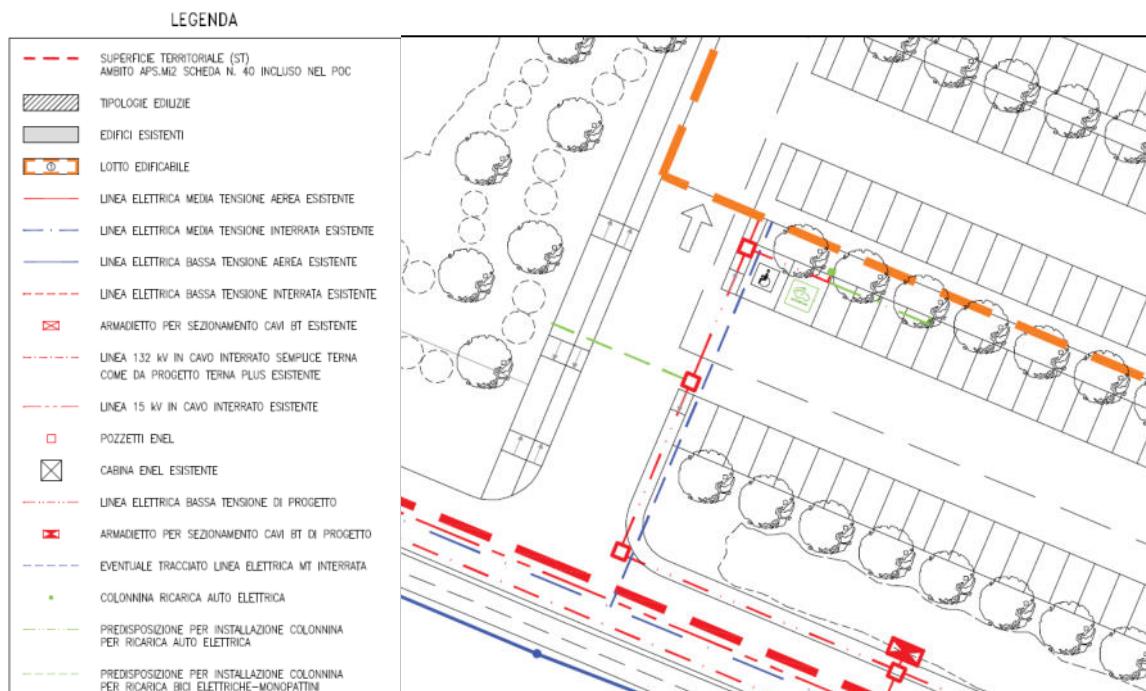 LEGENDA
SUPERFICIE TERRITORIALE (ST)
AMBITO APS.Mi2 SCHEDA N. 40 INCLUSO NEL POC
TIPOLOGIE EDILIZIE
EDIFICI ESISTENTI
1
LOTTO EDIFICABILE
LINEA ELETTRICA MEDIA TENSIONE AEREA ESISTENTE
LINEA ELETTRICA MEDIA TENSIONE INTERRATA ESISTENTE
LINEA ELETTRICA BASSA TENSIONE AEREA ESISTENTE
LINEA ELETTRICA BASSA TENSIONE INTERRATA ESISTENTE
ARMADIETTO PER SEZIONAMENTO CAVI BT ESISTENTE
LINEA 132 kV IN CAVO INTERRATO SEMPLICE TERNA
COME DA PROGETTO TERNA PLUS ESISTENTE
LINEA 15 kV IN CAVO INTERRATO ESISTENTE
POZZETTI ENEL
CABINA ENEL ESISTENTE
LINEA ELETTRICA BASSA TENSIONE DI PROGETTO
ARMADIETTO PER SEZIONAMENTO CAVI BT DI PROGETTO
EVENTUALE TRACCIATO LINEA ELETTRICA MT INTERRATA
COLONNINA RICARICA AUTO ELETTRICA
PREDISPOSIZIONE PER INSTALLAZIONE COLONNINA
PER RICARICA AUTO ELETTRICA
PREDISPOSIZIONE PER INSTALLAZIONE COLONNINA
PER RICARICA BICI ELETTRICHE-MONOPATTINI